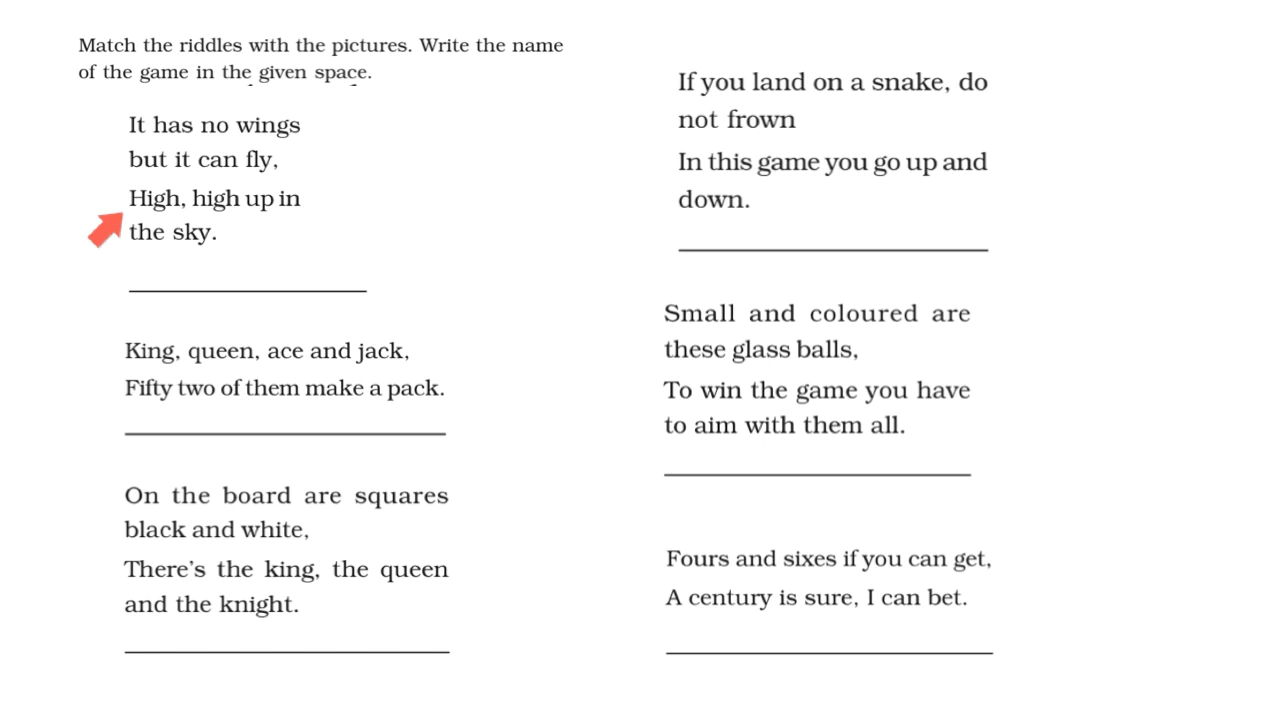 Match the riddles with the pictures. Write the name
of the game in the given space.
It has no wings
but it can fly,
High, high up in
the sky.
King, queen, ace and jack,
Fifty two of them make a pack.
On the board are squares
black and white,
There's the king, the queen
and the knight.
If you land on a snake, do
not frown
In this game you go up and
down.
Small and coloured are
these glass balls,
To win the game you have
to aim with them all.
Fours and sixes if you can get,
A century is sure, I can bet.